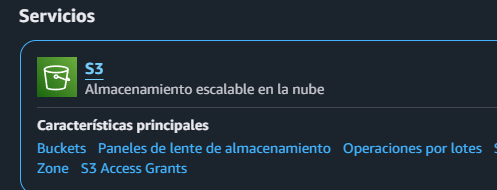 Servicios
S3
Almacenamiento escalable en la nube
Características principales
Buckets Paneles de lente de almacenamiento Operaciones por lotes
Zone S3 Access Grants